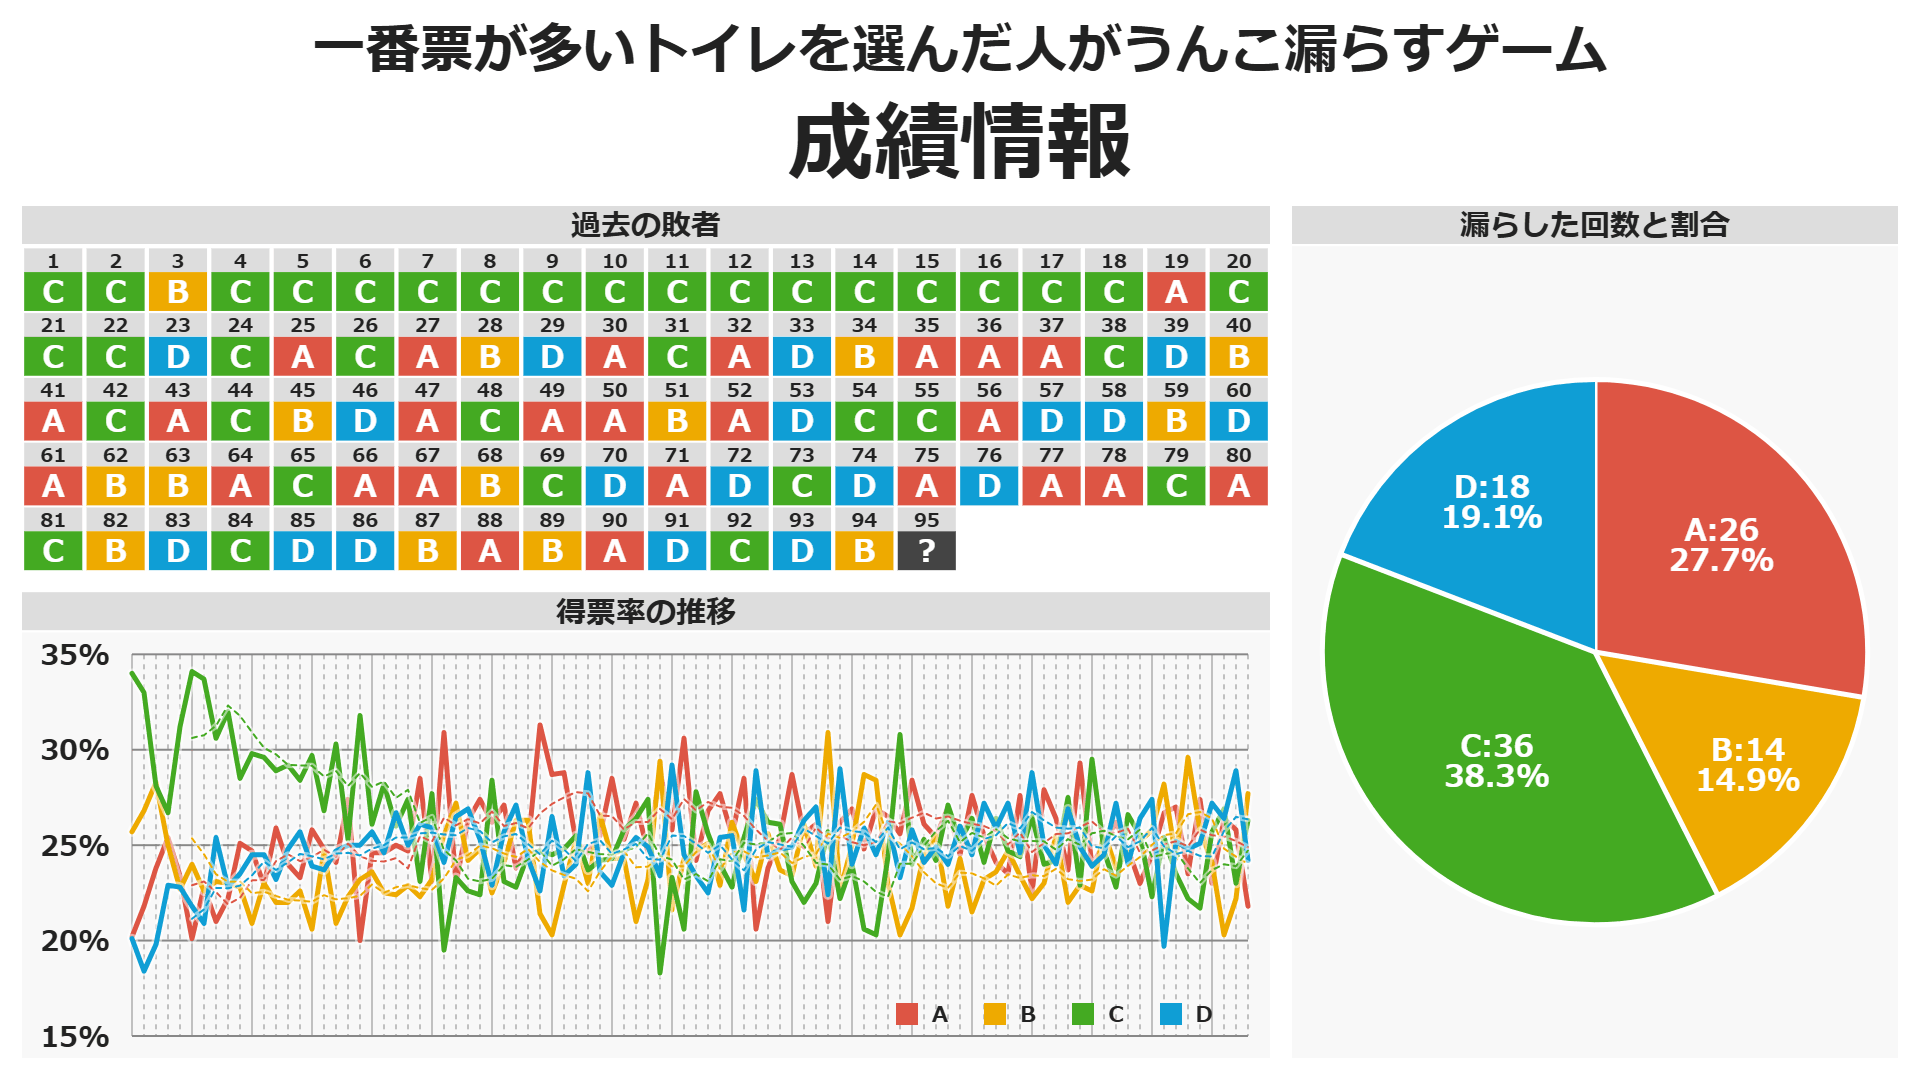 一番票が多いトイレを選んだ人がうんこ漏らすゲーム
成績情報
過去の敗者
1 2 3 4 5 6 7 8 9 10 11 12 13 14 15 16 17 18 19 20
C C B C C C C C C C C C C C C C C C A C
21 22 23 24 25 26 27 28 29 30 31 32 33 34 35 36 37 38 39 40
C C D C A C A B D A C A D B A A A C D B
41 42 43 44 45 46 47 48 49 50 51 52 53 54 55 56 57 58 59 60
A C A C B D A C A A B A D C C A D D B D
61 62 63 64 65 66 67 68 69 70 71 72 73 74 75 76 77 78 79 80
A B B A C A A B C D A D C D A D A A C A
81 82 83 84 85 86 87 88 89 90 91 92 93 94 95
C B D C D D B A B A D C D B ?
得票率の推移
35%
30%
25%
20%
15%
A B C D
漏らした回数と割合
D:18
19.1%
A:26
27.7%
C:36
38.3%
B:14
14.9%